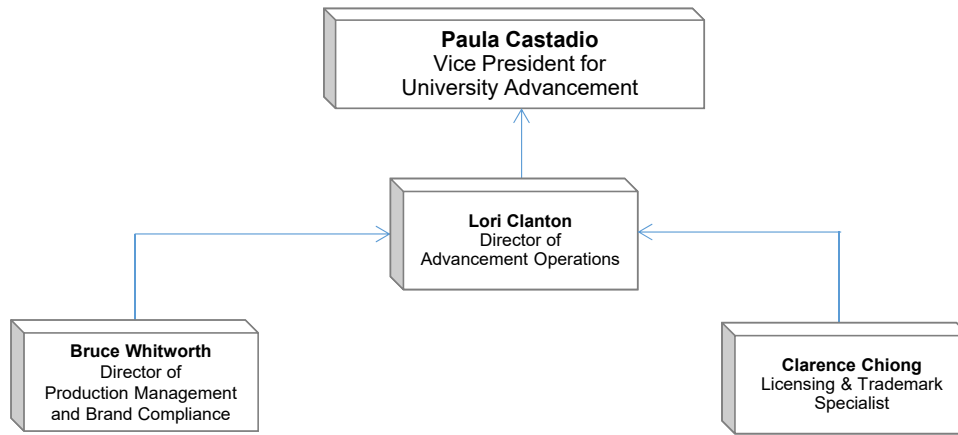 Paula Castadio
Vice President for
University Advancement
Lori Clanton
Director of
Advancement Operations
Bruce Whitworth
Director of
Production Management
and Brand Compliance
Clarence Chiong
Licensing & Trademark
Specialist